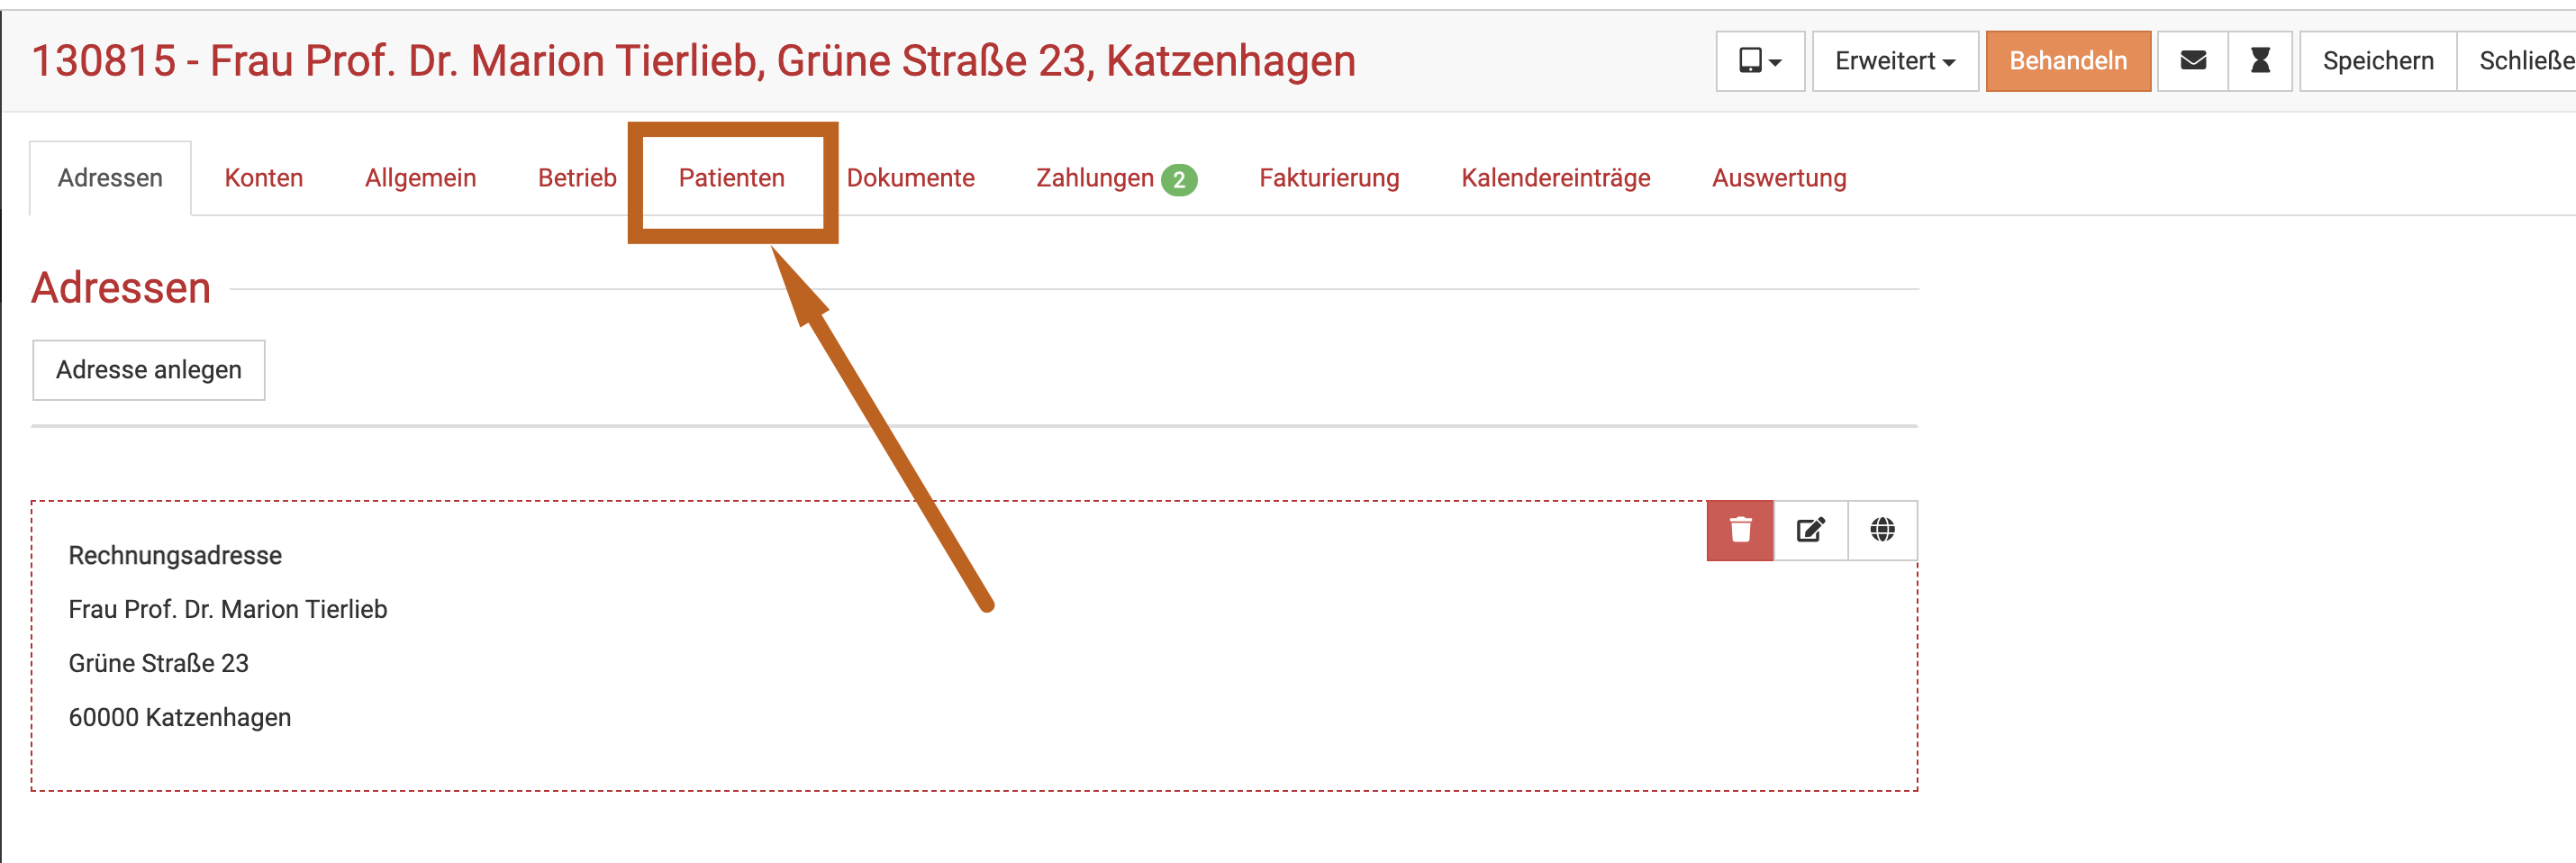 130815 - Frau Prof. Dr. Marion Tierlieb, Grüne Straße 23, Katzenhagen
Erweitert Behandeln Speichern Schließe
Adressen Konten Allgemein Betrieb Patienten Dokumente Zahlungen 2 Fakturierung Kalendereinträge Auswertung
Adressen
Adresse anlegen
Rechnungsadresse
Frau Prof. Dr. Marion Tierlieb
Grüne Straße 23
60000 Katzenhagen